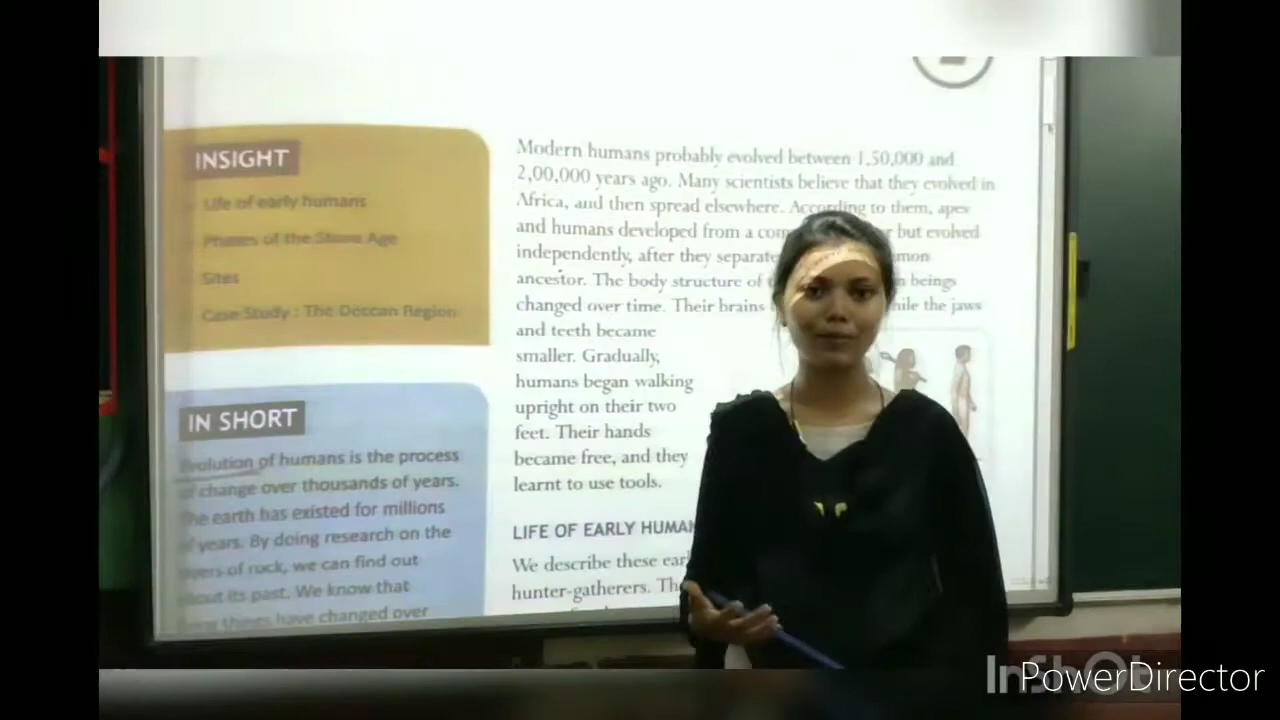 INSIGHT
Life of early humans
Phases of the Stone Age
Sites
Case Study : The Deccan Region
IN SHORT
Evolution of humans is the process
of change over thousands of years.
The earth has existed for millions
of years. By doing research on the
of rock, we can find out
about its past. We know that
things have changed over
Modern humans probably evolved between 1,50,000 and
2,00,000 years ago. Many scientists believe that they evolved in
Africa, and then spread elsewhere. According to them, apes
and humans developed from a but evolved
independently, after they
ancestor. The body structure of beings
changed over time. Their brains the jaws
and teeth became
smaller. Gradually,
humans began walking
upright on their two
feet. Their hands
became free, and they
learnt to use tools.
LIFE OF EARLY
We describe these
hunter-gatherers.
InShOt
PowerDirector